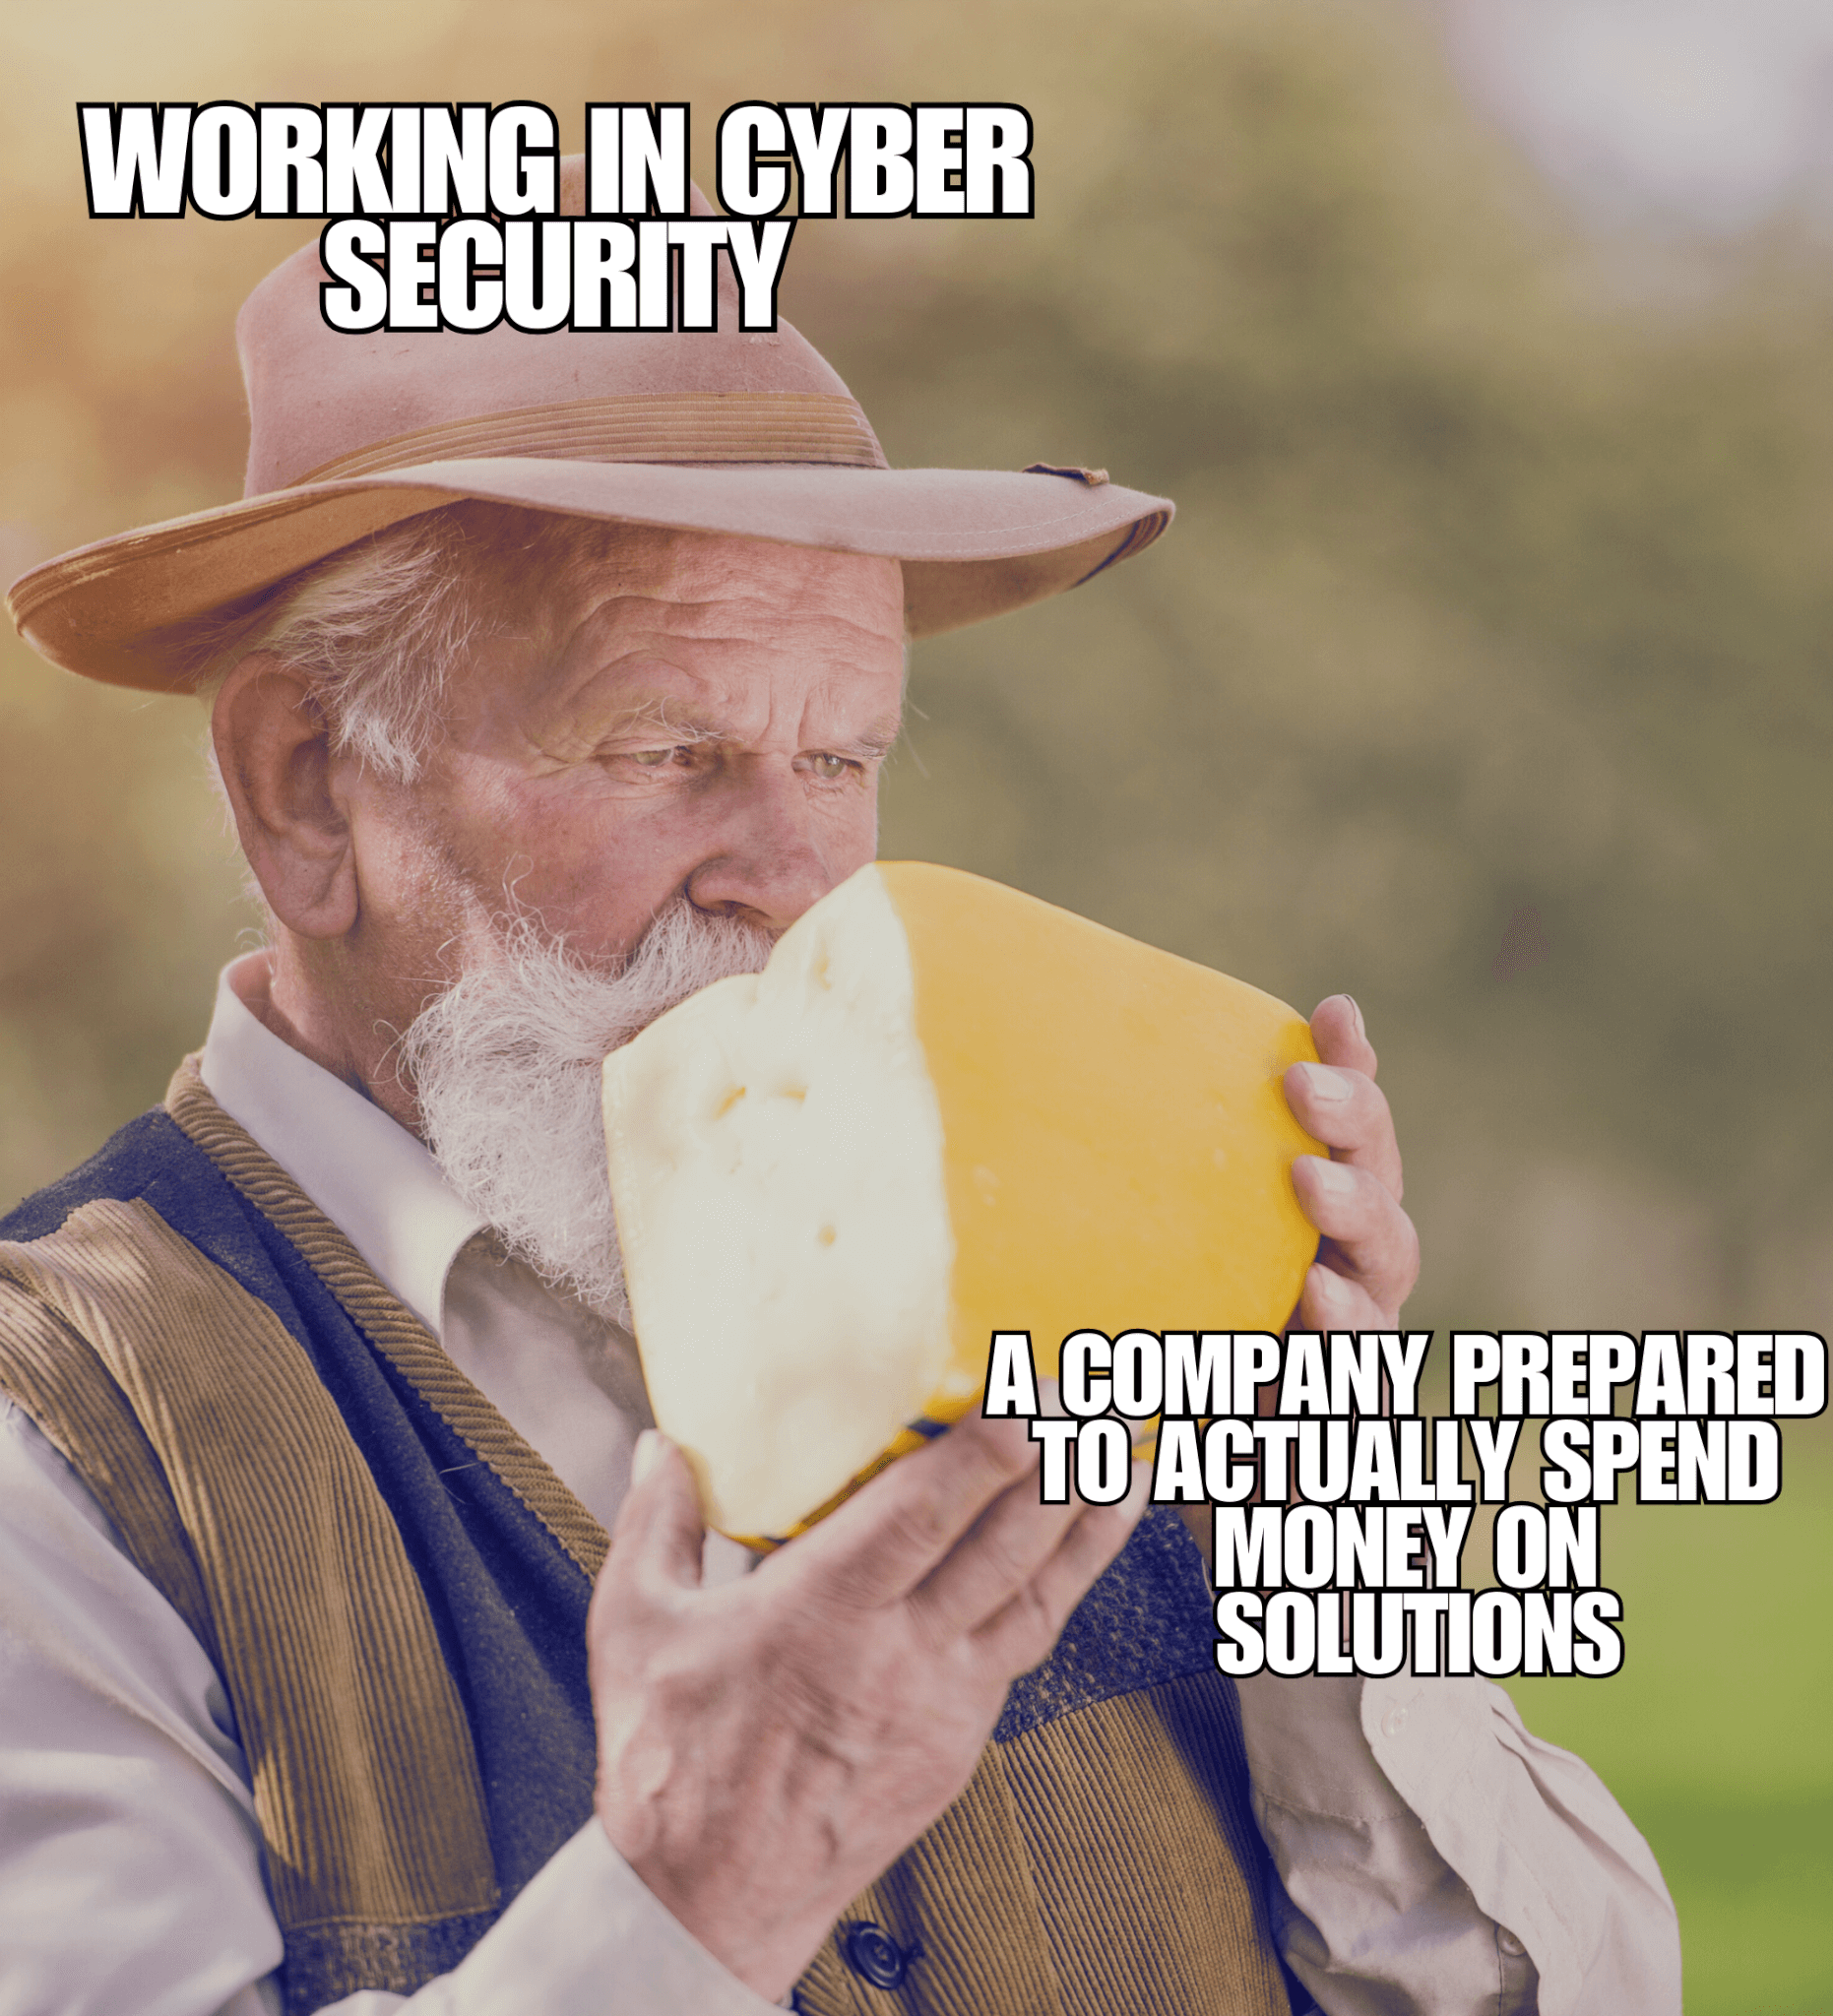 WORKING IN CYBER
SECURITY
A COMPANY PREPARED
TO ACTUALLY SPEND
MONEY ON
SOLUTIONS